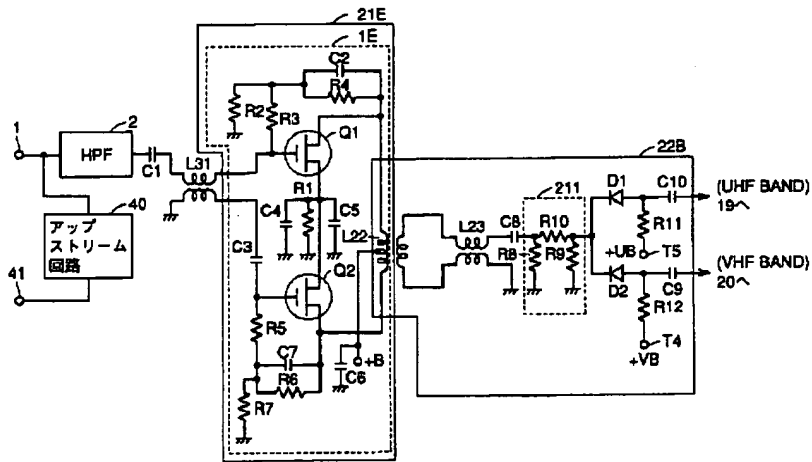 21E
1E
C2
R4
R2
R3
Q1
1
2
HPF
C1
L31
40
アップ
ストリーム
回路
41
C3
C4
R1
C5
L22
Q2
R5
C7
R6
R7
C6
+B
22B
L23
C8
211
R10
R8
R9
D1
C10
(UHF BAND)
19へ
R11
+UB
T5
D2
C9
(VHF BAND)
20へ
R12
T4
+VB